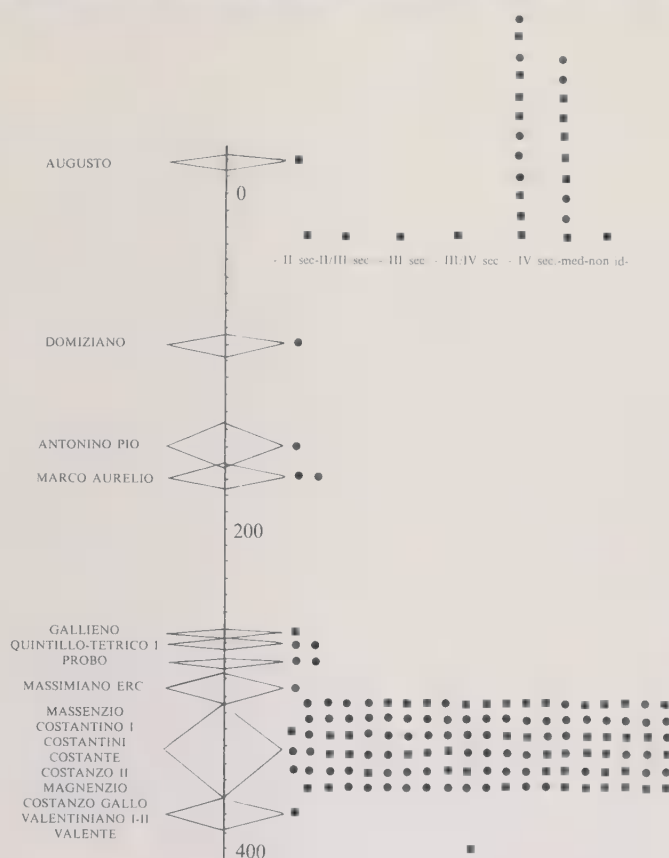 AUGUSTO
0
- II sec-II/III sec - III sec - III/IV sec - IV sec.-med-non id-
DOMIZIANO
ANTONINO PIO
MARCO AURELIO
200
GALLIENO
QUINTILLO-TETRICO I
PROBO
MASSIMIANO ERC
MASSENZIO
COSTANTINO I
COSTANTINI
COSTANTE
COSTANZO II
MAGNENZIO
COSTANZO GALLO
VALENTINIANO I-II
VALENTE
400